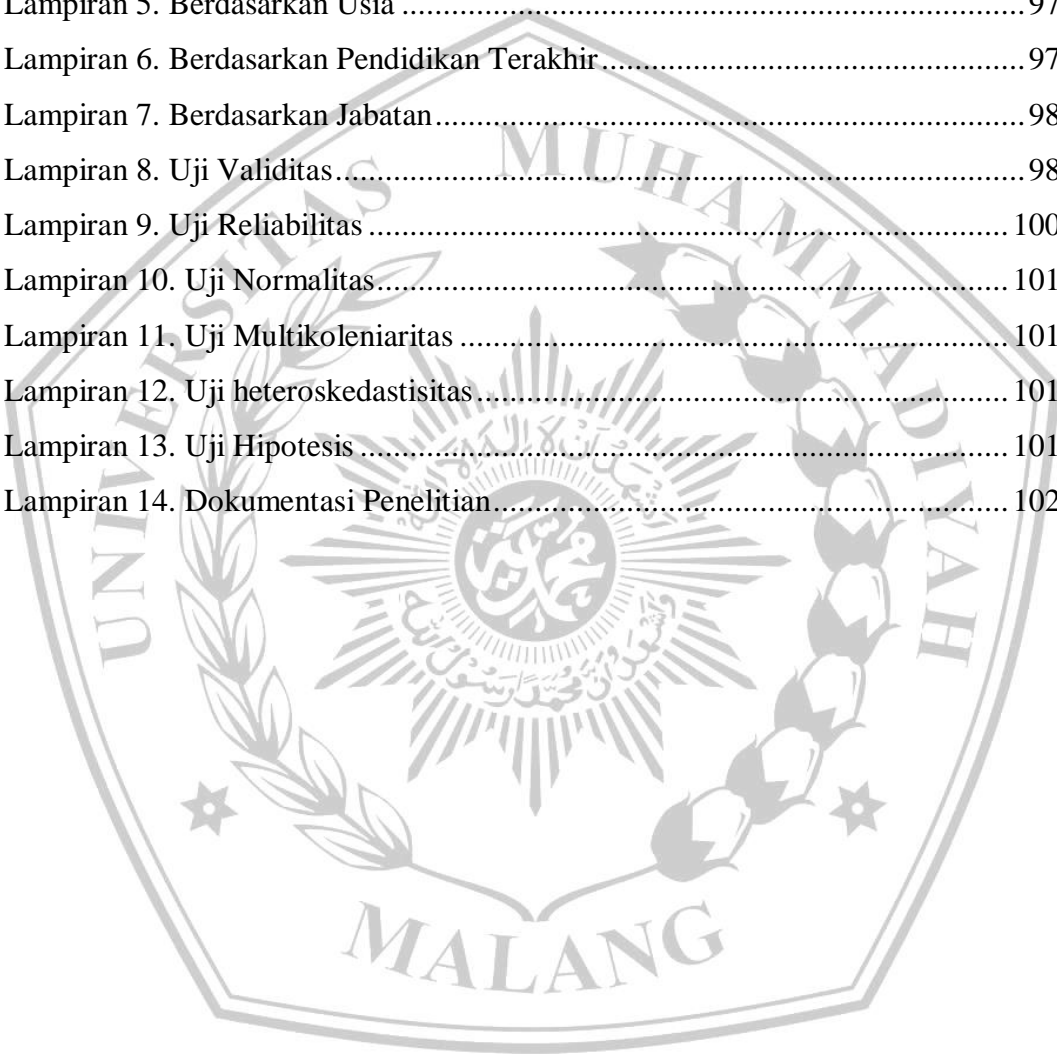 Lampiran 5. Berdasarkan Usia ........................................................................ 97
Lampiran 6. Berdasarkan Pendidikan Terakhir ................................................. 97
Lampiran 7. Berdasarkan Jabatan .................................................................... 98
Lampiran 8. Uji Validitas ................................................................................ 98
Lampiran 9. Uji Reliabilitas ........................................................................... 100
Lampiran 10. Uji Normalitas .......................................................................... 101
Lampiran 11. Uji Multikoleniaritas ................................................................ 101
Lampiran 12. Uji heteroskedastisitas .............................................................. 101
Lampiran 13. Uji Hipotesis ............................................................................ 101
Lampiran 14. Dokumentasi Penelitian ............................................................ 102
UNIVERSITAS MUHAMMADIYAH
MALANG